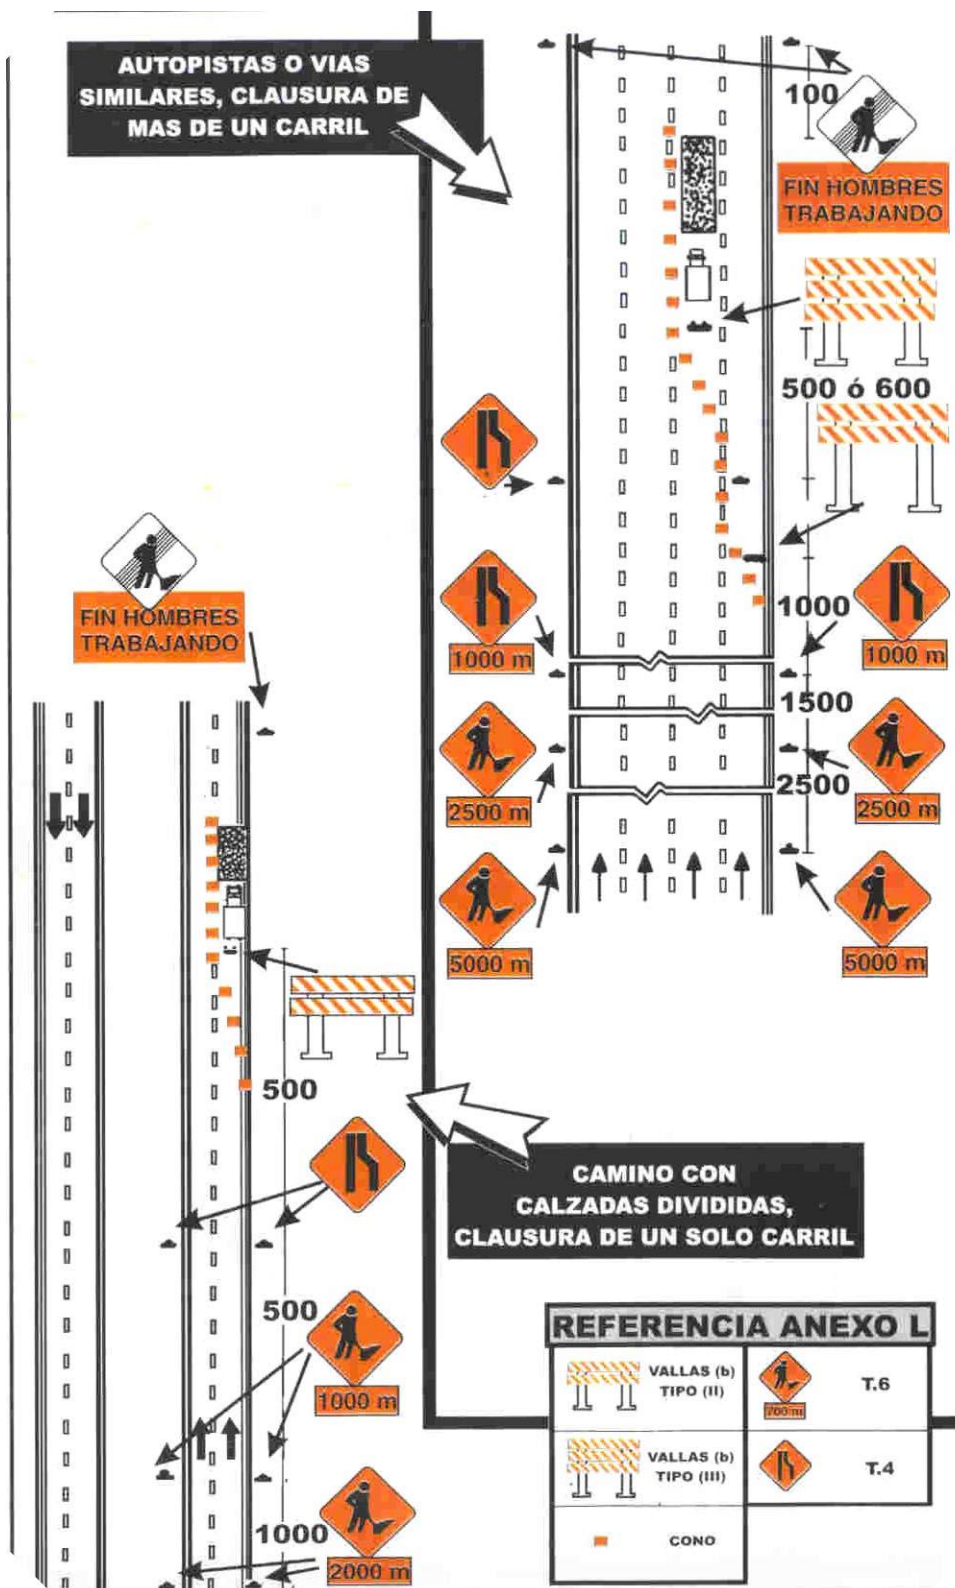 AUTOPISTAS O VIAS
SIMILARES, CLAUSURA DE
MAS DE UN CARRIL
100
FIN HOMBRES
TRABAJANDO
500 ó 600
1000
1000 m
1000 m
1500
2500 m
2500 m
2500
5000 m
5000 m
FIN HOMBRES
TRABAJANDO
500
500
1000 m
1000
2000 m
CAMINO CON
CALZADAS DIVIDIDAS,
CLAUSURA DE UN SOLO CARRIL
REFERENCIA ANEXO L
VALLAS (b)
TIPO (II)
700 m
T.6
VALLAS (b)
TIPO (III)
T.4
CONO